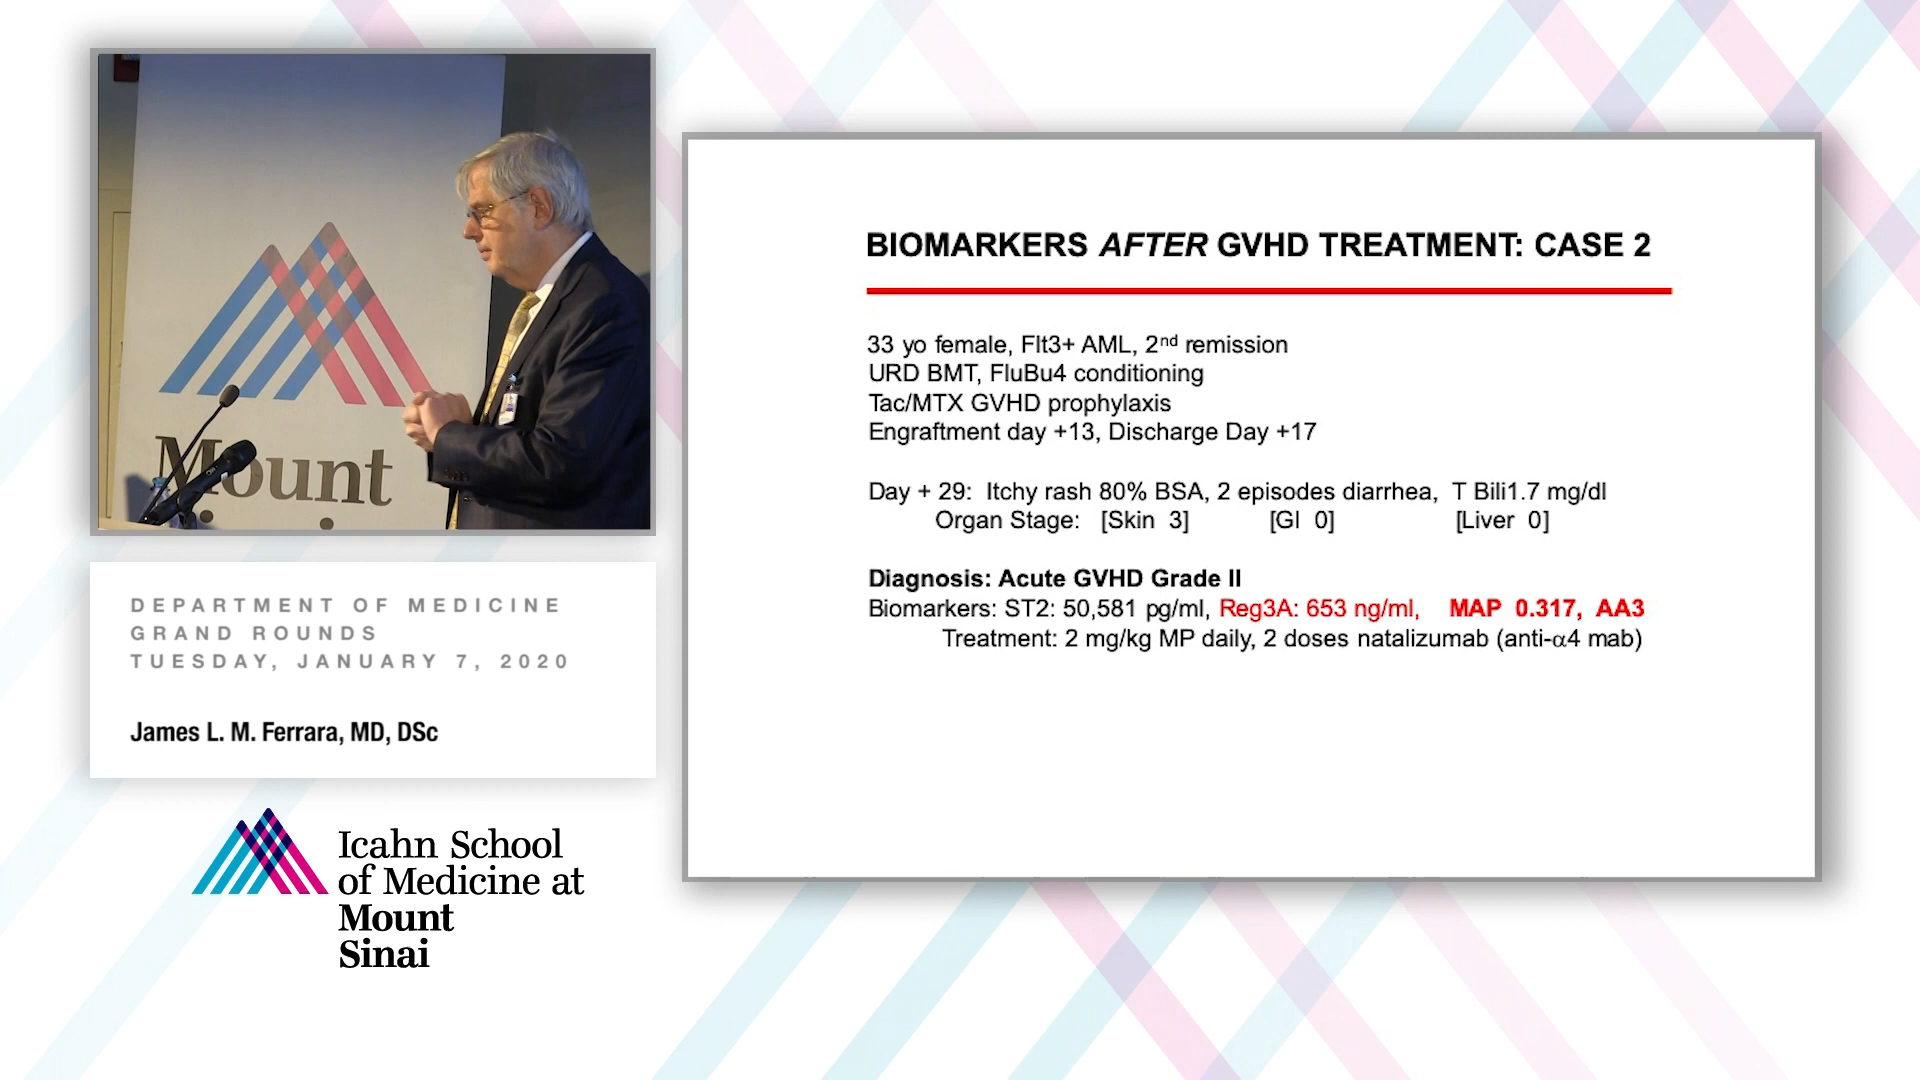 Mount
DEPARTMENT OF MEDICINE
GRAND ROUNDS
TUESDAY, JANUARY 7, 2020
James L. M. Ferrara, MD, DSc
Icahn School
of Medicine at
Mount
Sinai
BIOMARKERS AFTER GVHD TREATMENT: CASE 2
33 yo female, Flt3+ AML, 2nd remission
URD BMT, FluBu4 conditioning
Tac/MTX GVHD prophylaxis
Engraftment day +13, Discharge Day +17
Day + 29: Itchy rash 80% BSA, 2 episodes diarrhea, T Bili1.7 mg/dl
Organ Stage: [Skin 3] [GI 0] [Liver 0]
Diagnosis: Acute GVHD Grade II
Biomarkers: ST2: 50,581 pg/ml, Reg3A: 653 ng/ml, MAP 0.317, AA3
Treatment: 2 mg/kg MP daily, 2 doses natalizumab (anti-α4 mab)